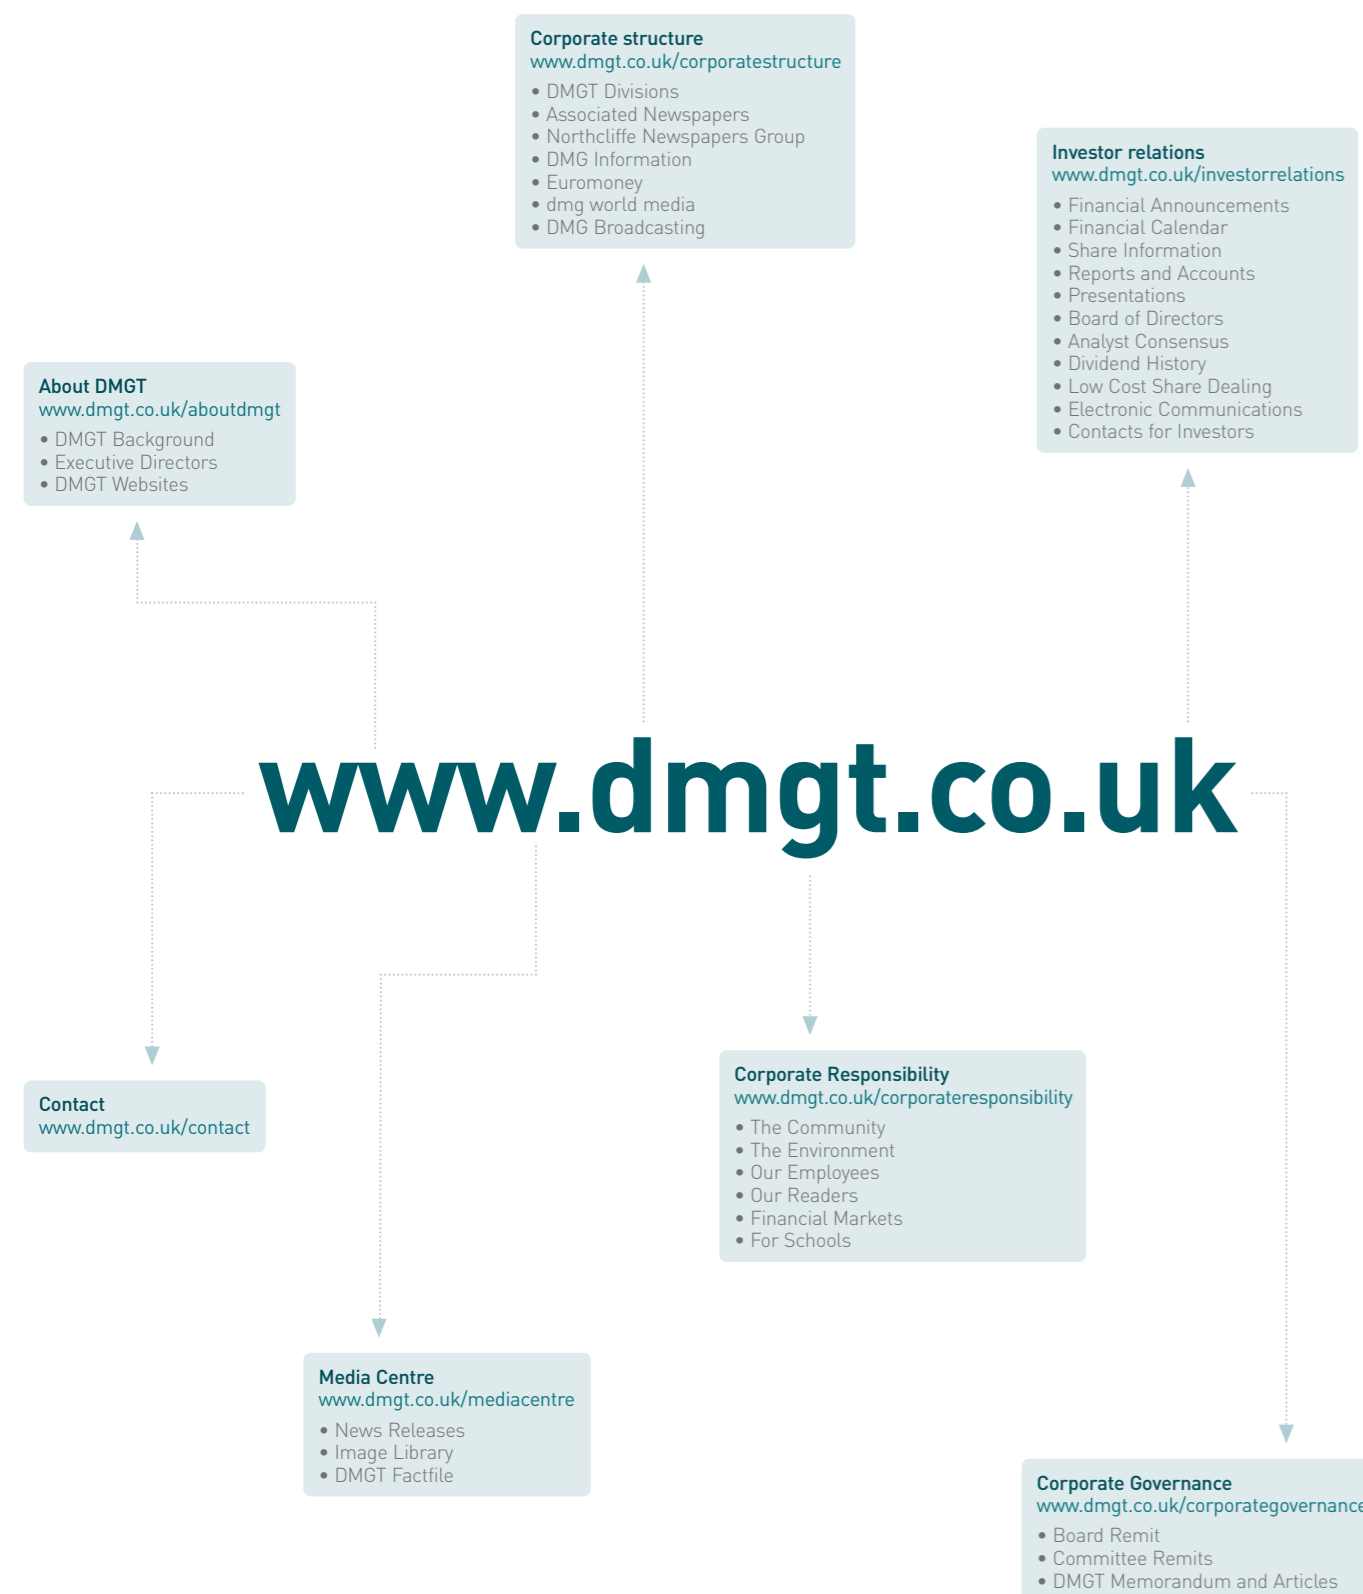 Corporate structure
www.dmgt.co.uk/corporatestructure
• DMGT Divisions
• Associated Newspapers
• Northcliffe Newspapers Group
• DMG Information
• Euromoney
• dmg world media
• DMG Broadcasting
Investor relations
www.dmgt.co.uk/investorrelations
• Financial Announcements
• Financial Calendar
• Share Information
• Reports and Accounts
• Presentations
• Board of Directors
• Analyst Consensus
• Dividend History
• Low Cost Share Dealing
• Electronic Communications
• Contacts for Investors
About DMGT
www.dmgt.co.uk/aboutdmgt
• DMGT Background
• Executive Directors
• DMGT Websites
www.dmgt.co.uk
Contact
www.dmgt.co.uk/contact
Corporate Responsibility
www.dmgt.co.uk/corporateresponsibility
• The Community
• The Environment
• Our Employees
• Our Readers
• Financial Markets
• For Schools
Media Centre
www.dmgt.co.uk/mediacentre
• News Releases
• Image Library
• DMGT Factfile
Corporate Governance
www.dmgt.co.uk/corporategovernance
• Board Remit
• Committee Remits
• DMGT Memorandum and Articles